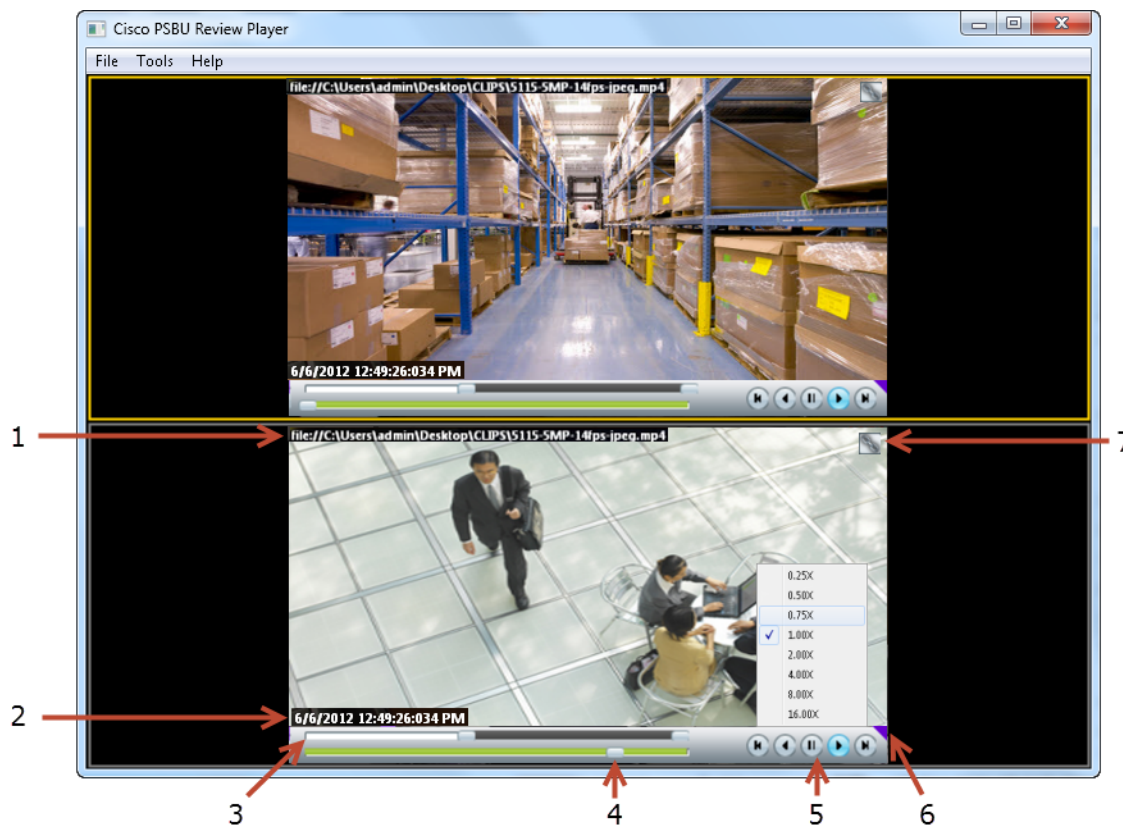 Cisco PSBU Review Player
File Tools Help
file://C:\Users\admin\Desktop\CLIPS\5115-5MP-14fps-jpeg.mp4
6/6/2012 12:49:26:034 PM
1
file://C:\Users\admin\Desktop\CLIPS\5115-5MP-14fps-jpeg.mp4
7
0.25X
0.50X
0.75X
1.00X
2.00X
4.00X
8.00X
16.00X
2
6/6/2012 12:49:26:034 PM
3
4
5
6